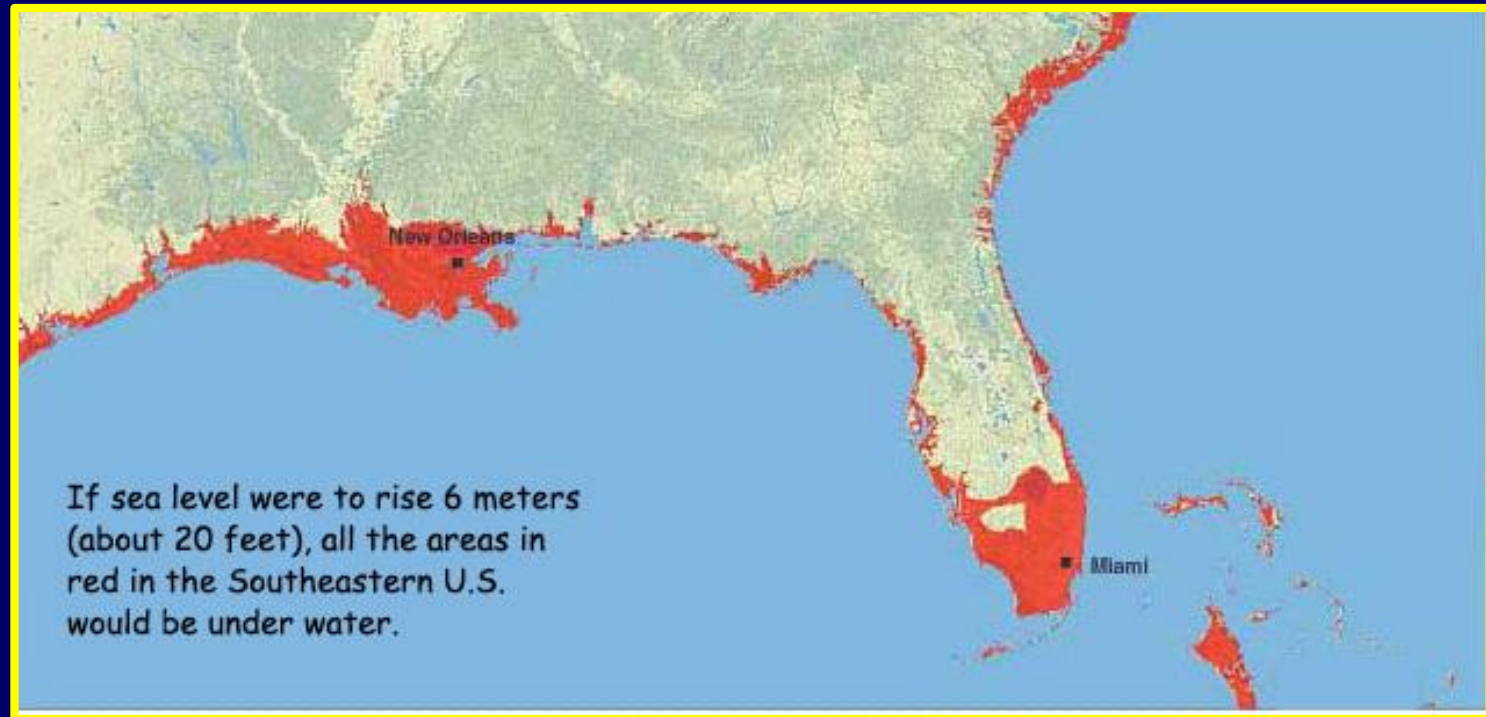 New Orleans
If sea level were to rise 6 meters
(about 20 feet), all the areas in
red in the Southeastern U.S.
would be under water.
Miami